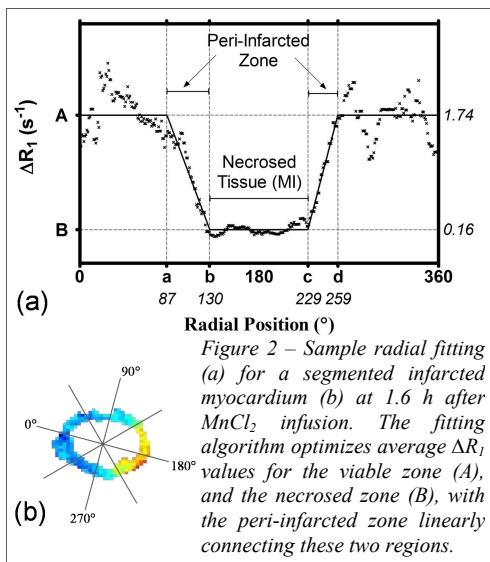 Peri-Infarcted
Zone
ΔR₁ (s⁻¹)
A
1.74
Necrosed
Tissue (MI)
B
0.16
0 a b 180 c d 360
87 130 229 259
(a)
Radial Position (°)
90°
0°
180°
270°
(b)
Figure 2 – Sample radial fitting
(a) for a segmented infarcted
myocardium (b) at 1.6 h after
MnCl₂ infusion. The fitting
algorithm optimizes average ΔR₁
values for the viable zone (A),
and the necrosed zone (B), with
the peri-infarcted zone linearly
connecting these two regions.